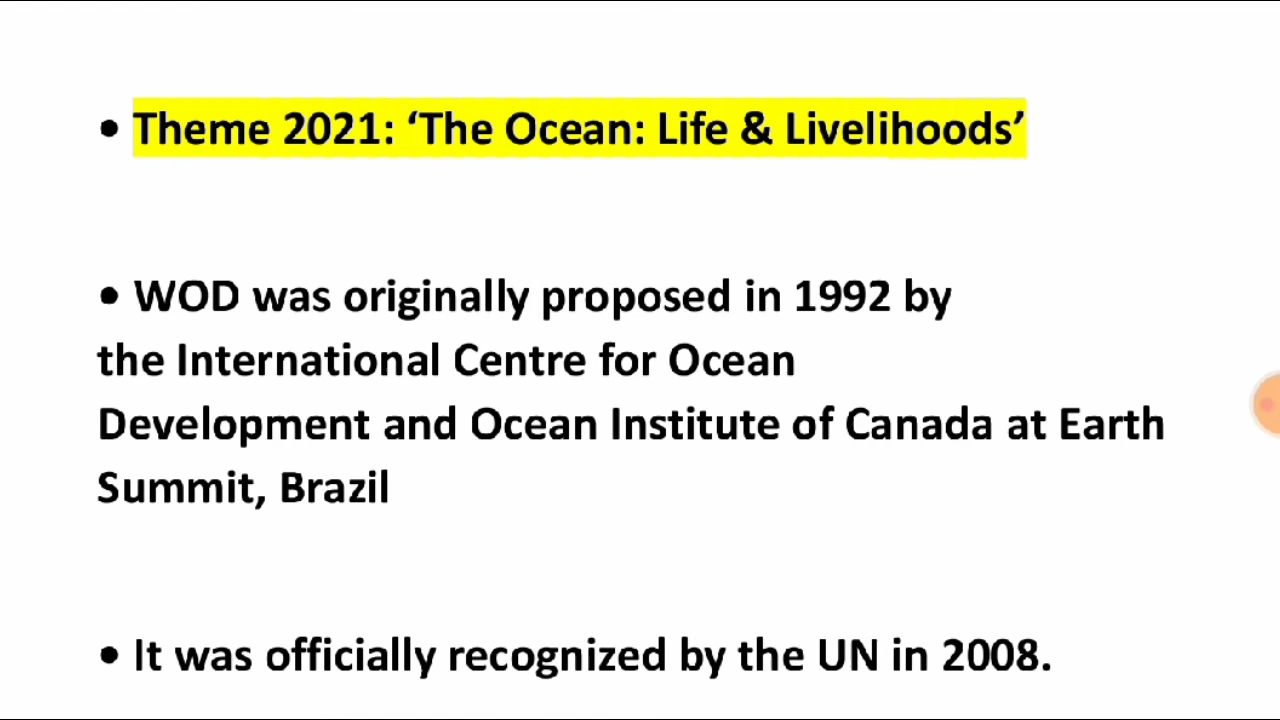 • Theme 2021: ‘The Ocean: Life & Livelihoods’
• WOD was originally proposed in 1992 by
the International Centre for Ocean
Development and Ocean Institute of Canada at Earth
Summit, Brazil
• It was officially recognized by the UN in 2008.